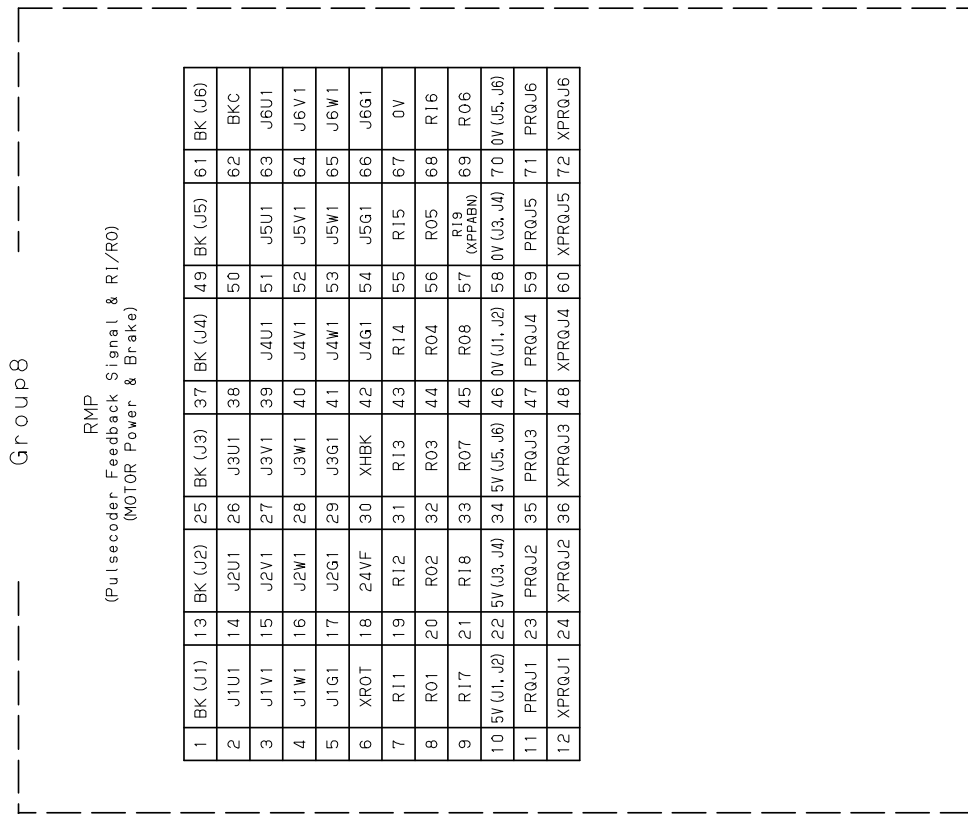 Group8
RMP
(Pulsecoder Feedback Signal & RI/RO)
(MOTOR Power & Brake)
1 BK (J1) 13 BK (J2) 25 BK (J3) 37 BK (J4) 49 BK (J5) 61 BK (J6)
2 J1U1 14 J2U1 26 J3U1 38 50 62 BKC
3 J1V1 15 J2V1 27 J3V1 39 J4U1 51 J5U1 63 J6U1
4 J1W1 16 J2W1 28 J3W1 40 J4V1 52 J5V1 64 J6V1
5 J1G1 17 J2G1 29 J3G1 41 J4W1 53 J5W1 65 J6W1
6 XROT 18 24VF 30 XHBK 42 J4G1 54 J5G1 66 J6G1
7 RI1 19 RI2 31 RI3 43 RI4 55 RI5 67 0V
8 RO1 20 RO2 32 RO3 44 RO4 56 RO5 68 RI6
9 RI7 21 RI8 33 RO7 45 RO8 57 RI9 (XPPABN) 69 RO6
10 5V (J1, J2) 22 5V (J3, J4) 34 5V (J5, J6) 46 0V (J1, J2) 58 0V (J3, J4) 70 0V (J5, J6)
11 PRQJ1 23 PRQJ2 35 PRQJ3 47 PRQJ4 59 PRQJ5 71 PRQJ6
12 XPRQJ1 24 XPRQJ2 36 XPRQJ3 48 XPRQJ4 60 XPRQJ5 72 XPRQJ6